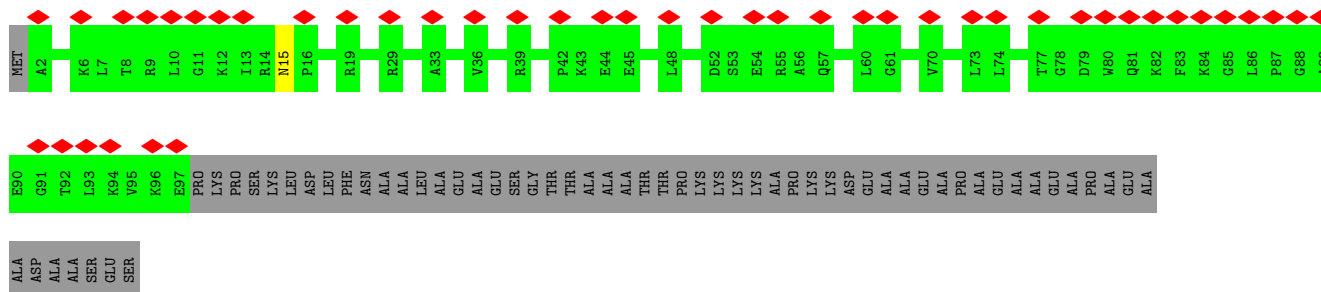 MET A2 K6 L7 T8 R9 L10 G11 K12 I13 R14 N15 P16 R19 R29 A33 V36 R39 P42 K43 E44 E45 L48 D52 S53 E54 R55 A56 Q57 L60 G61 V70 L73 L74 T77 G78 D79 W80 Q81 K82 F83 K84 G85 L86 P87 G88
E90 G91 T92 L93 K94 V95 K96 E97 PRO LYS PRO SER LYS LEU ASP LEU PHE ASN ALA ALA LEU ALA GLU ALA GLU SER GLY THR THR ALA ALA ALA THR THR PRO LYS LYS LYS LYS ALA PRO LYS LYS ASP GLU ALA ALA GLU ALA PRO ALA GLU ALA ALA GLU ALA PRO ALA GLU ALA
ALA ASP ALA ALA SER GLU SER